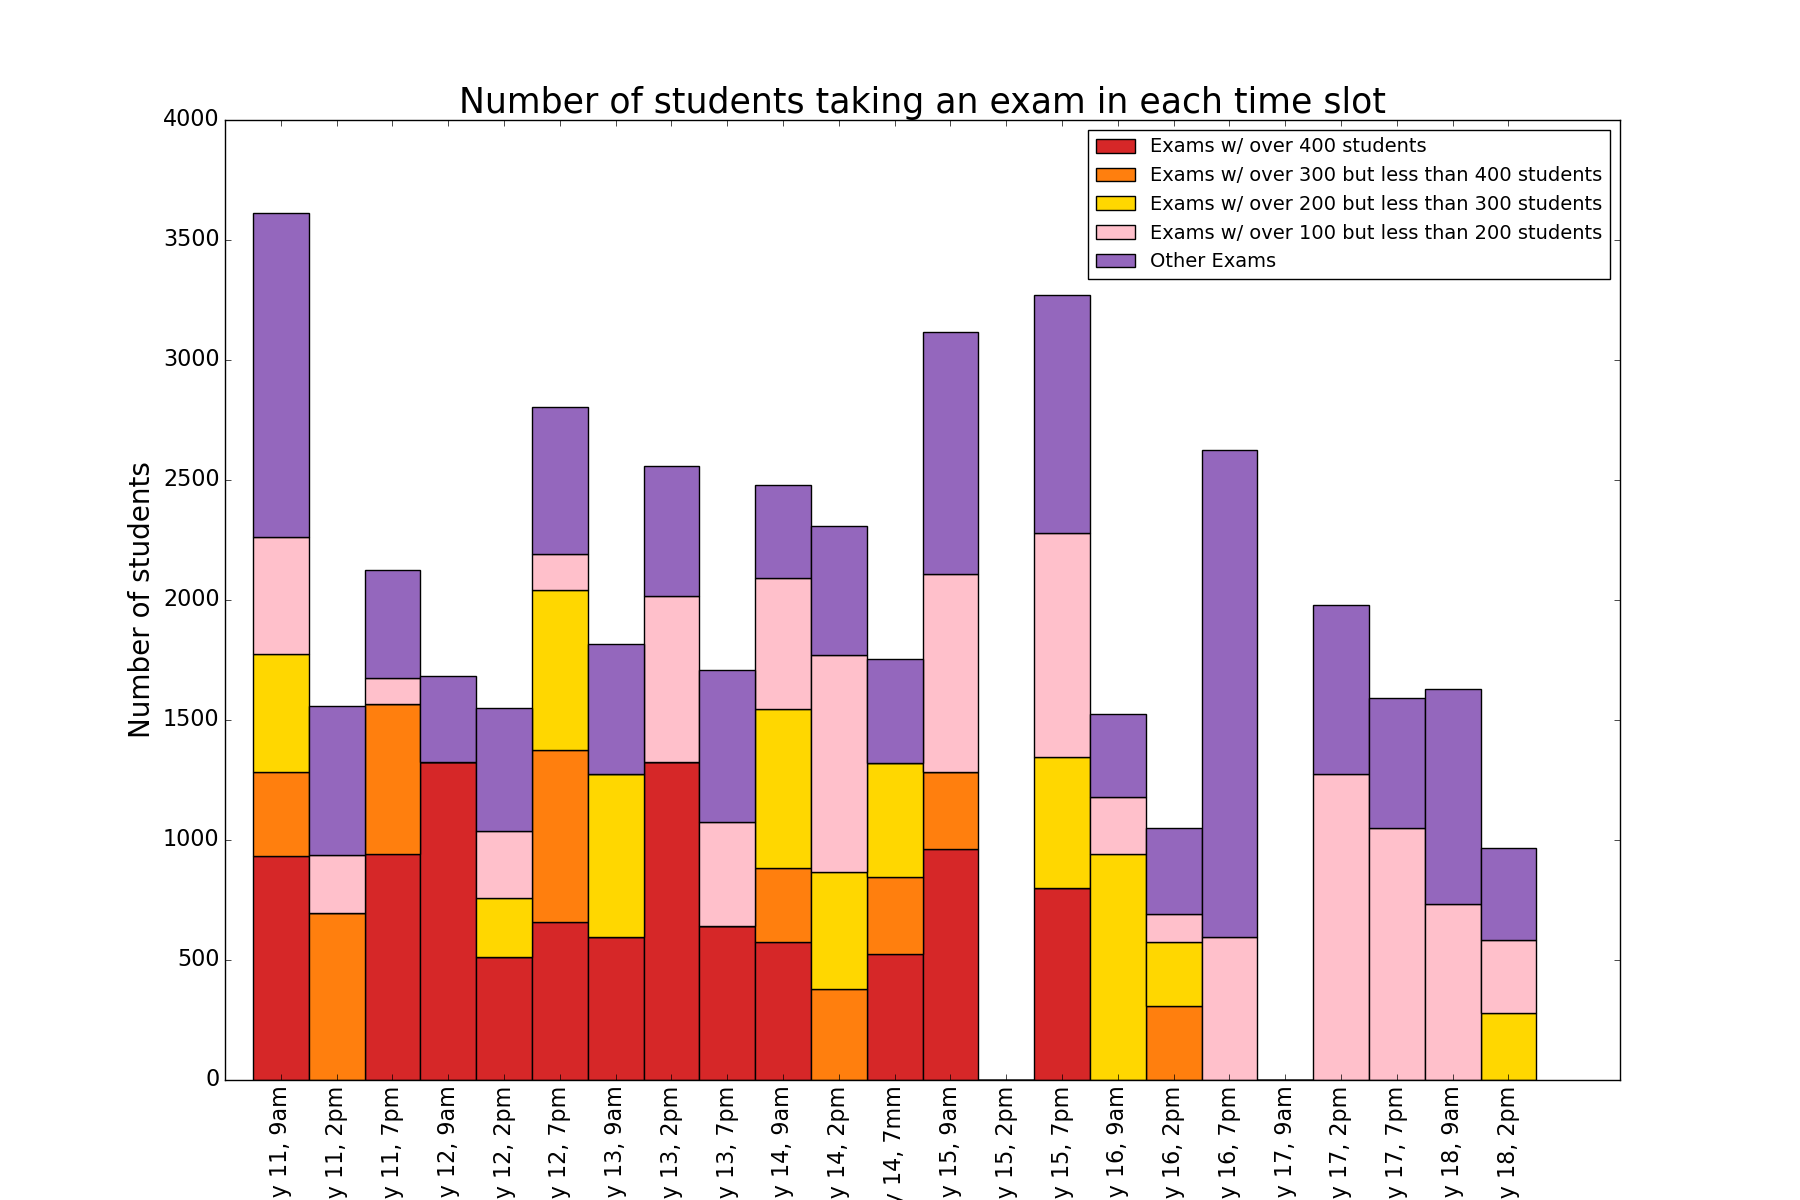 Number of students taking an exam in each time slot
Exams w/ over 400 students
Exams w/ over 300 but less than 400 students
Exams w/ over 200 but less than 300 students
Exams w/ over 100 but less than 200 students
Other Exams
Number of students
4000
3500
3000
2500
2000
1500
1000
500
0
y 11, 9am
y 11, 2pm
y 11, 7pm
y 12, 9am
y 12, 2pm
y 12, 7pm
y 13, 9am
y 13, 2pm
y 13, 7pm
y 14, 9am
y 14, 2pm
y 14, 7mm
y 15, 9am
y 15, 2pm
y 15, 7pm
y 16, 9am
y 16, 2pm
y 16, 7pm
y 17, 9am
y 17, 2pm
y 17, 7pm
y 18, 9am
y 18, 2pm